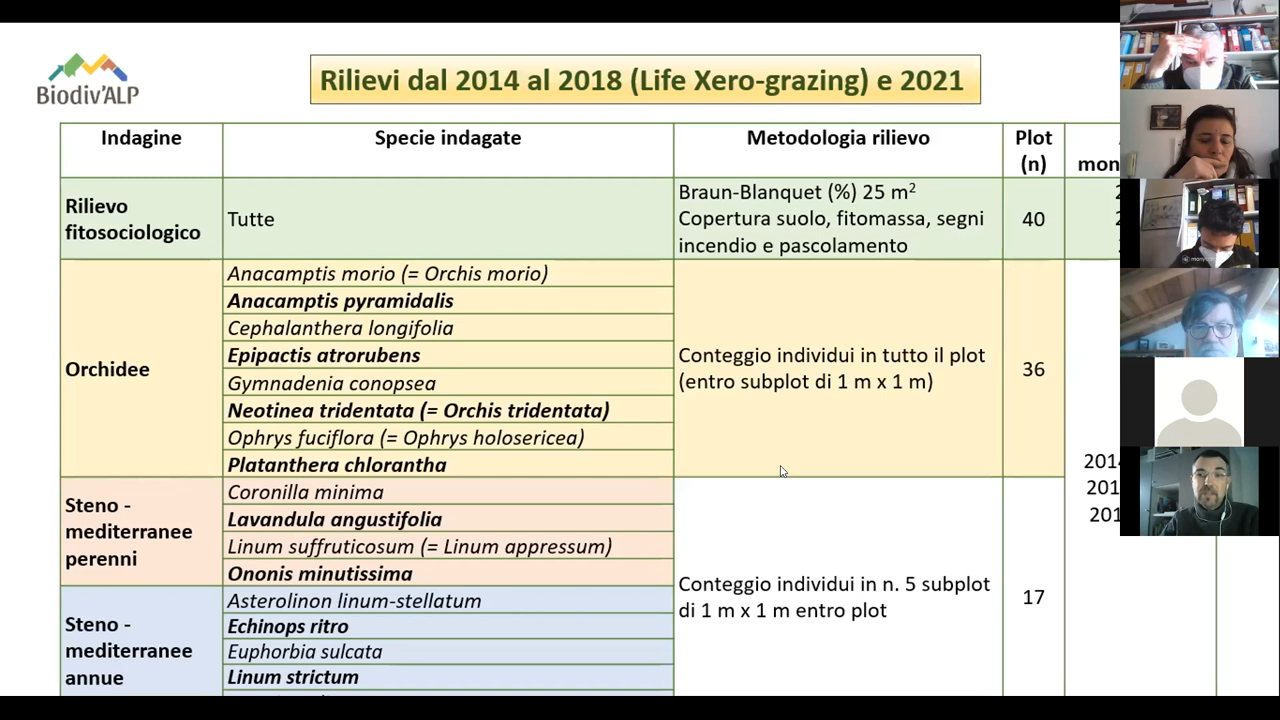 Biodiv'ALP
Rilievi dal 2014 al 2018 (Life Xero-grazing) e 2021
Indagine
Specie indagate
Metodologia rilievo
Plot
(n)
Rilievo
fitosociologico
Tutte
Braun-Blanquet (%) 25 m²
Copertura suolo, fitomassa, segni
incendio e pascolamento
40
Orchidee
Anacamptis morio (= Orchis morio)
Anacamptis pyramidalis
Cephalanthera longifolia
Epipactis atrorubens
Gymnadenia conopsea
Neotinea tridentata (= Orchis tridentata)
Ophrys fuciflora (= Ophrys holosericea)
Platanthera chlorantha
Conteggio individui in tutto il plot
(entro subplot di 1 m x 1 m)
36
Steno -
mediterranee
perenni
Coronilla minima
Lavandula angustifolia
Linum suffruticosum (= Linum appressum)
Ononis minutissima
Steno -
mediterranee
annue
Asterolinon linum-stellatum
Echinops ritro
Euphorbia sulcata
Linum strictum
Conteggio individui in n. 5 subplot
di 1 m x 1 m entro plot
17